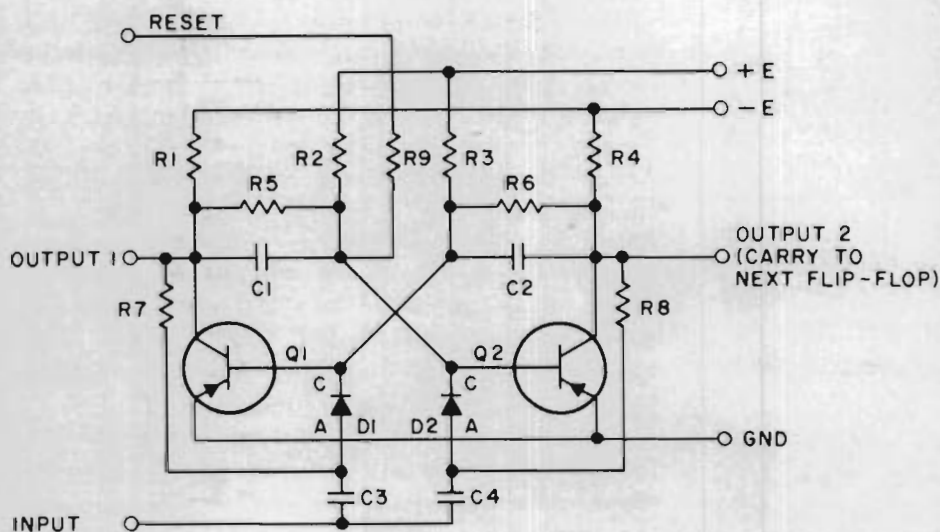 RESET
+ E
- E
R1
R2
R9
R3
R4
R5
R6
OUTPUT 1
C1
C2
OUTPUT 2
(CARRY TO
NEXT FLIP-FLOP)
R7
R8
Q1
Q2
C
C
A
D1
D2
A
GND
C3
C4
INPUT